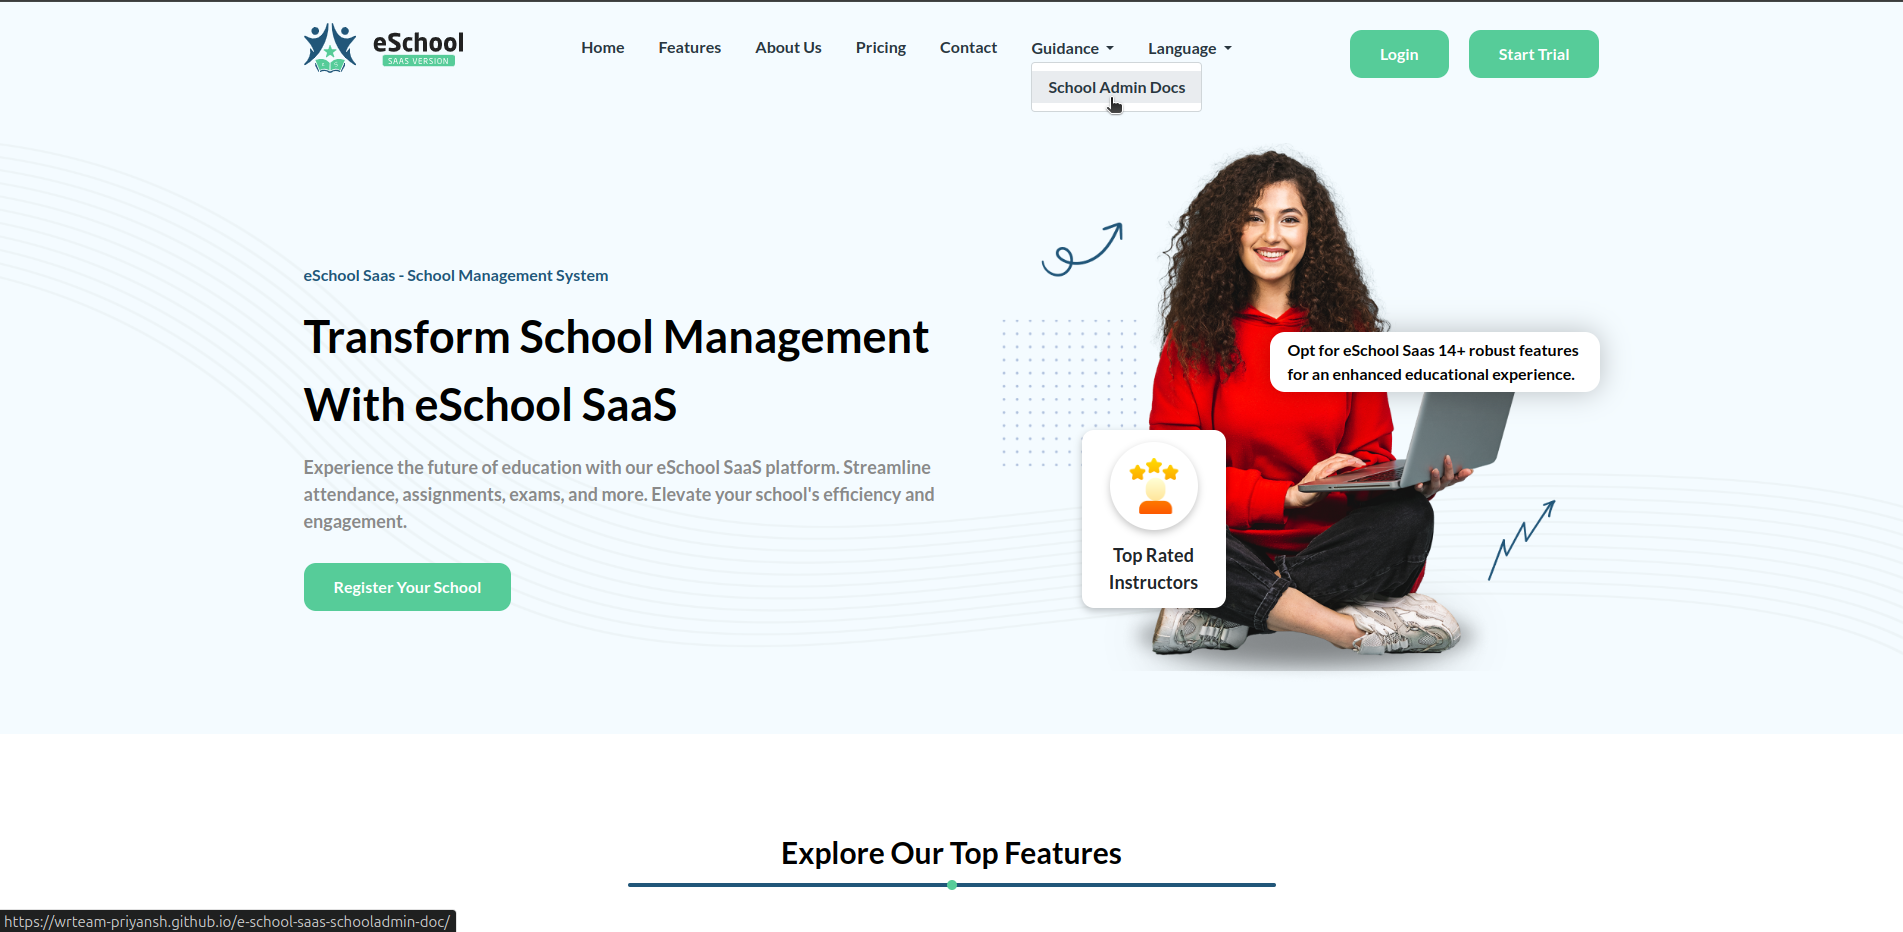 eSchool
SAAS VERSION
Home
Features
About Us
Pricing
Contact
Guidance
Language
Login
Start Trial
School Admin Docs
eSchool Saas - School Management System
Transform School Management
With eSchool SaaS
Experience the future of education with our eSchool SaaS platform. Streamline
attendance, assignments, exams, and more. Elevate your school's efficiency and
engagement.
Register Your School
Opt for eSchool Saas 14+ robust features
for an enhanced educational experience.
Top Rated
Instructors
Explore Our Top Features
https://wrteam-priyansh.github.io/e-school-saas-schooladmin-doc/